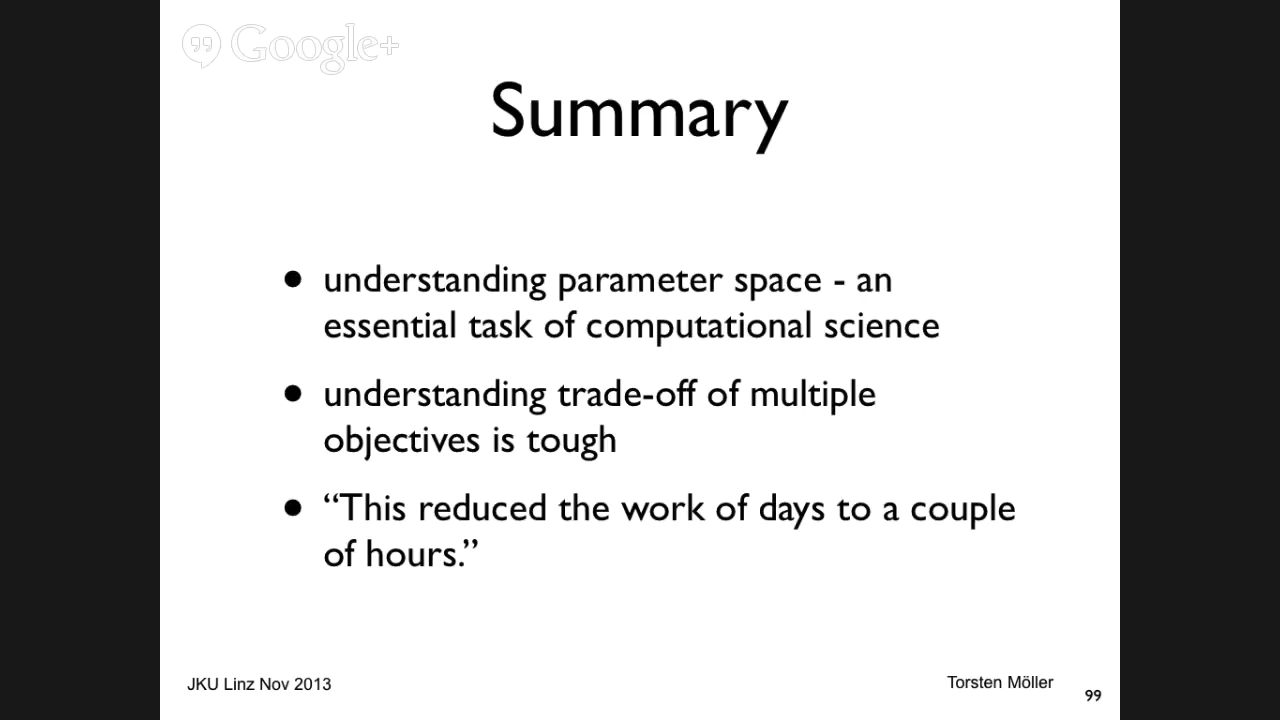 Google+
Summary
• understanding parameter space - an
essential task of computational science
• understanding trade-off of multiple
objectives is tough
• “This reduced the work of days to a couple
of hours.”
JKU Linz Nov 2013
Torsten Möller
99